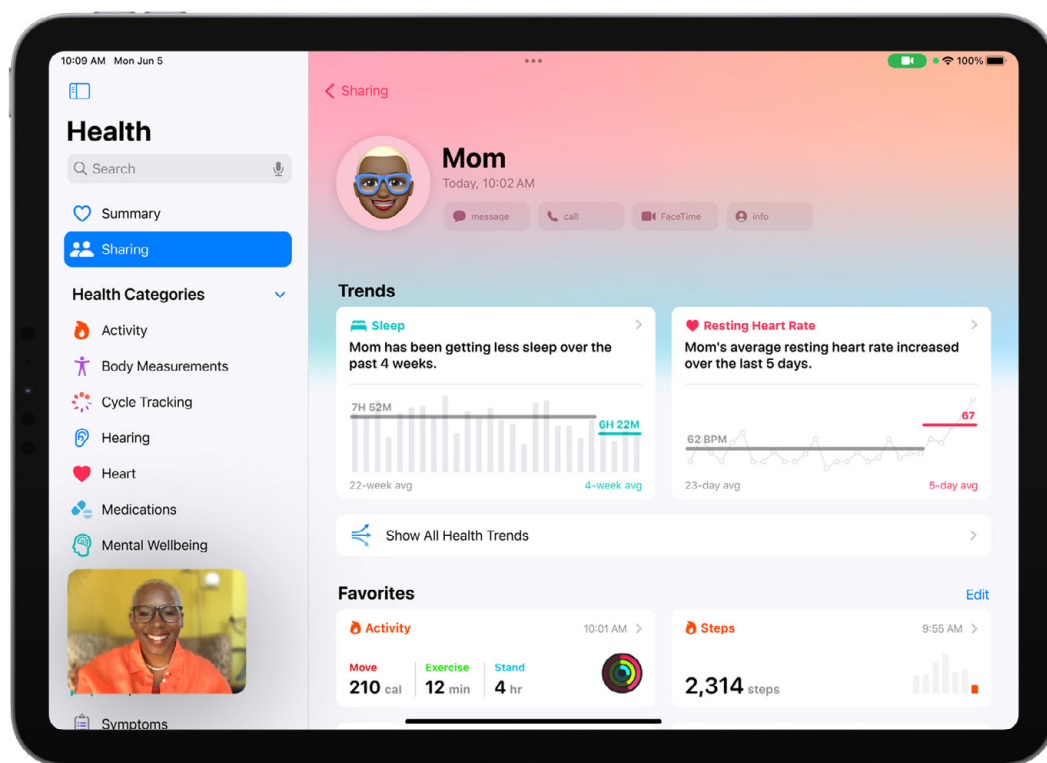 10:09 AM Mon Jun 5
100%
Health
Search
Summary
Sharing
Health Categories
Activity
Body Measurements
Cycle Tracking
Hearing
Heart
Medications
Mental Wellbeing
Symptoms
Sharing
Mom
Today, 10:02 AM
message
call
FaceTime
info
Trends
Sleep
Mom has been getting less sleep over the
past 4 weeks.
7H 52M
6H 22M
22-week avg
4-week avg
Resting Heart Rate
Mom's average resting heart rate increased
over the last 5 days.
67
62 BPM
23-day avg
5-day avg
Show All Health Trends
Favorites
Edit
Activity
10:01 AM
Move
Exercise
Stand
210 cal
12 min
4 hr
Steps
9:55 AM
2,314 steps